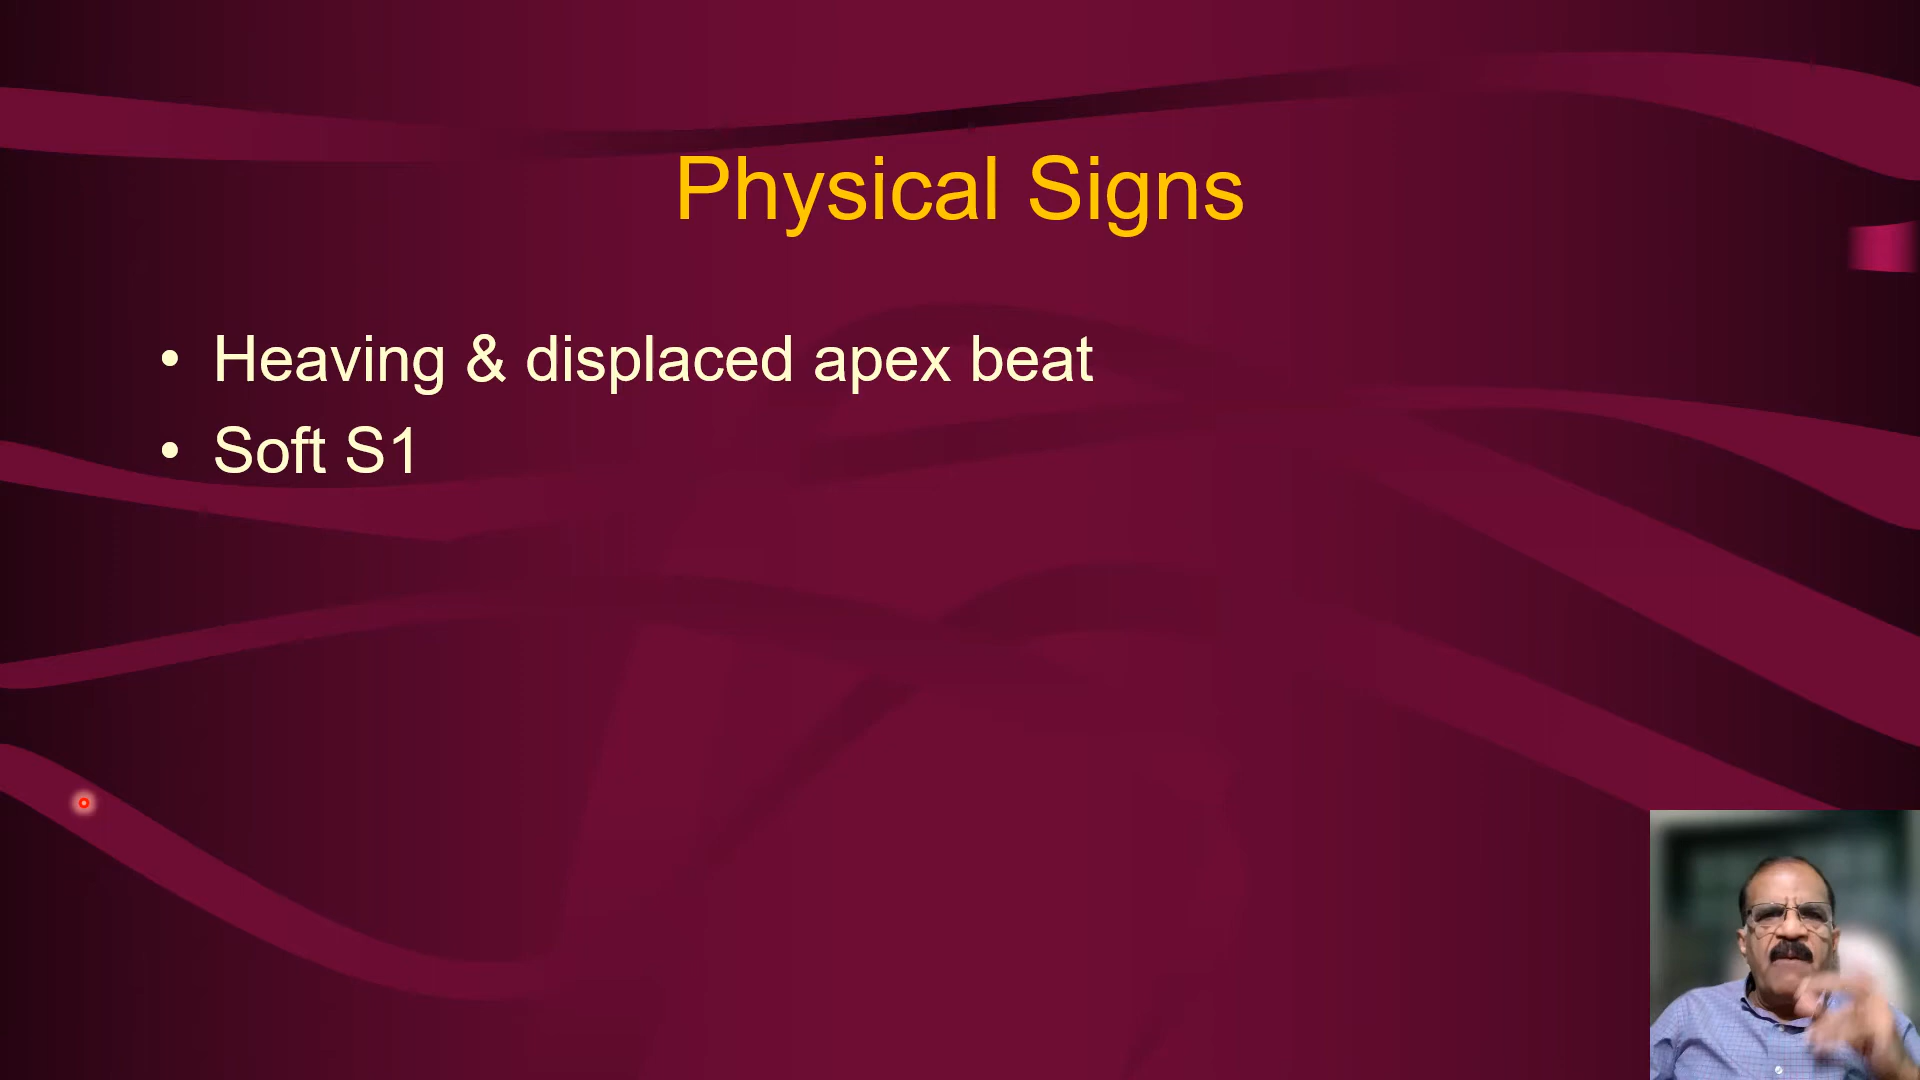 Physical Signs
• Heaving & displaced apex beat
• Soft S1